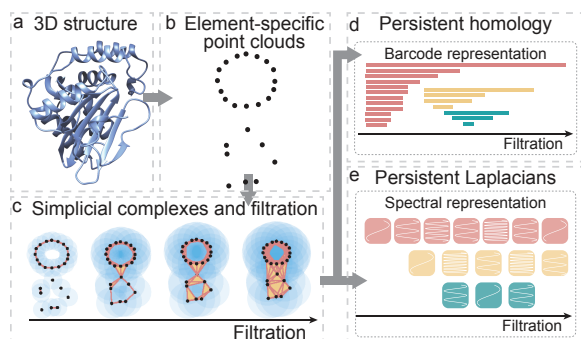 a 3D structure
b Element-specific
point clouds
c Simplicial complexes and filtration
Filtration
d Persistent homology
Barcode representation
Filtration
e Persistent Laplacians
Spectral representation
Filtration